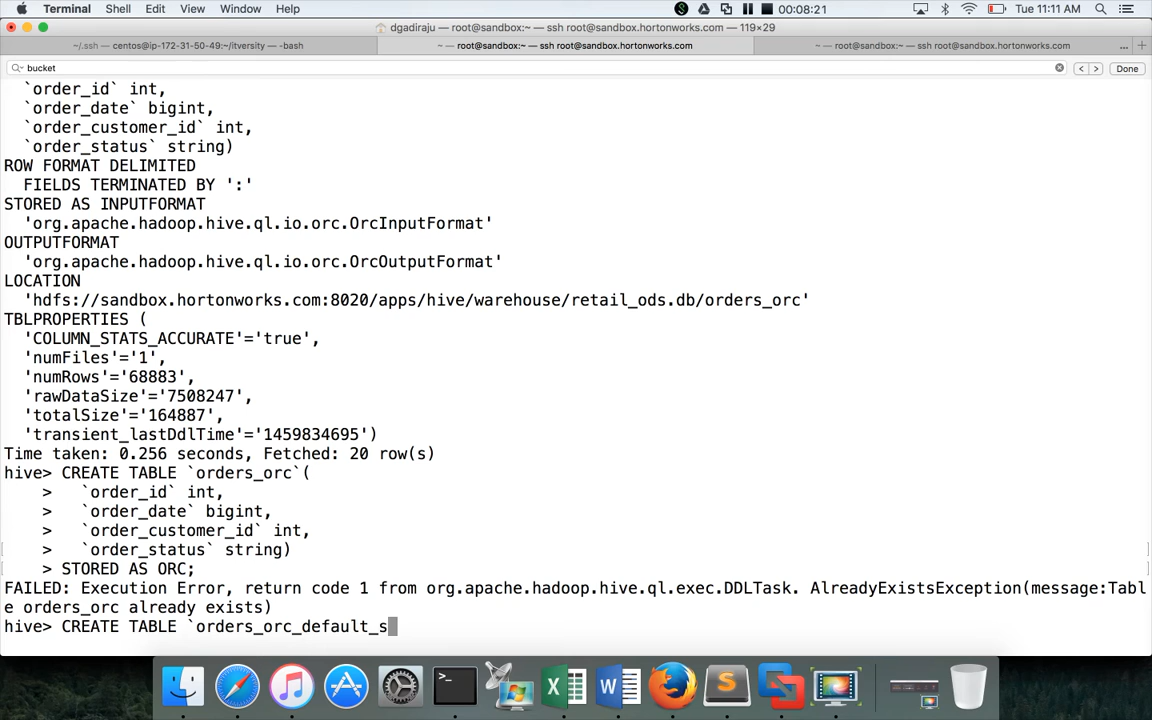 Terminal Shell Edit View Window Help 00:08:21 Tue 11:11 AM
dgadiraju — root@sandbox:~ — ssh root@sandbox.hortonworks.com — 119×29
~/.ssh — centos@ip-172-31-50-49:~/itversity — -bash
~ — root@sandbox:~ — ssh root@sandbox.hortonworks.com
~ — root@sandbox:~ — ssh root@sandbox.hortonworks.com
bucket Done
`order_id` int,
`order_date` bigint,
`order_customer_id` int,
`order_status` string)
ROW FORMAT DELIMITED
FIELDS TERMINATED BY ':'
STORED AS INPUTFORMAT
'org.apache.hadoop.hive.ql.io.orc.OrcInputFormat'
OUTPUTFORMAT
'org.apache.hadoop.hive.ql.io.orc.OrcOutputFormat'
LOCATION
'hdfs://sandbox.hortonworks.com:8020/apps/hive/warehouse/retail_ods.db/orders_orc'
TBLPROPERTIES (
'COLUMN_STATS_ACCURATE'='true',
'numFiles'='1',
'numRows'='68883',
'rawDataSize'='7508247',
'totalSize'='164887',
'transient_lastDdlTime'='1459834695')
Time taken: 0.256 seconds, Fetched: 20 row(s)
hive> CREATE TABLE `orders_orc`(
> `order_id` int,
> `order_date` bigint,
> `order_customer_id` int,
> `order_status` string)
> STORED AS ORC;
FAILED: Execution Error, return code 1 from org.apache.hadoop.hive.ql.exec.DDLTask. AlreadyExistsException(message:Tabl
e orders_orc already exists)
hive> CREATE TABLE `orders_orc_default_s